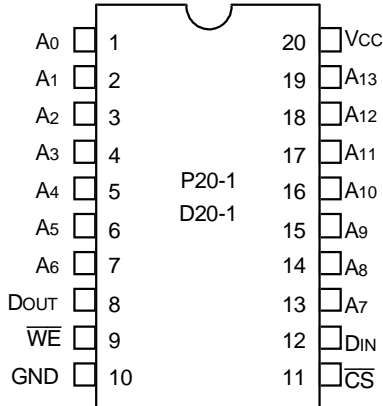 A0 1 20 VCC
A1 2 19 A13
A2 3 18 A12
A3 4 17 A11
A4 5 P20-1 16 A10
A5 6 D20-1 15 A9
A6 7 14 A8
DOUT 8 13 A7
WE 9 12 DIN
GND 10 11 CS